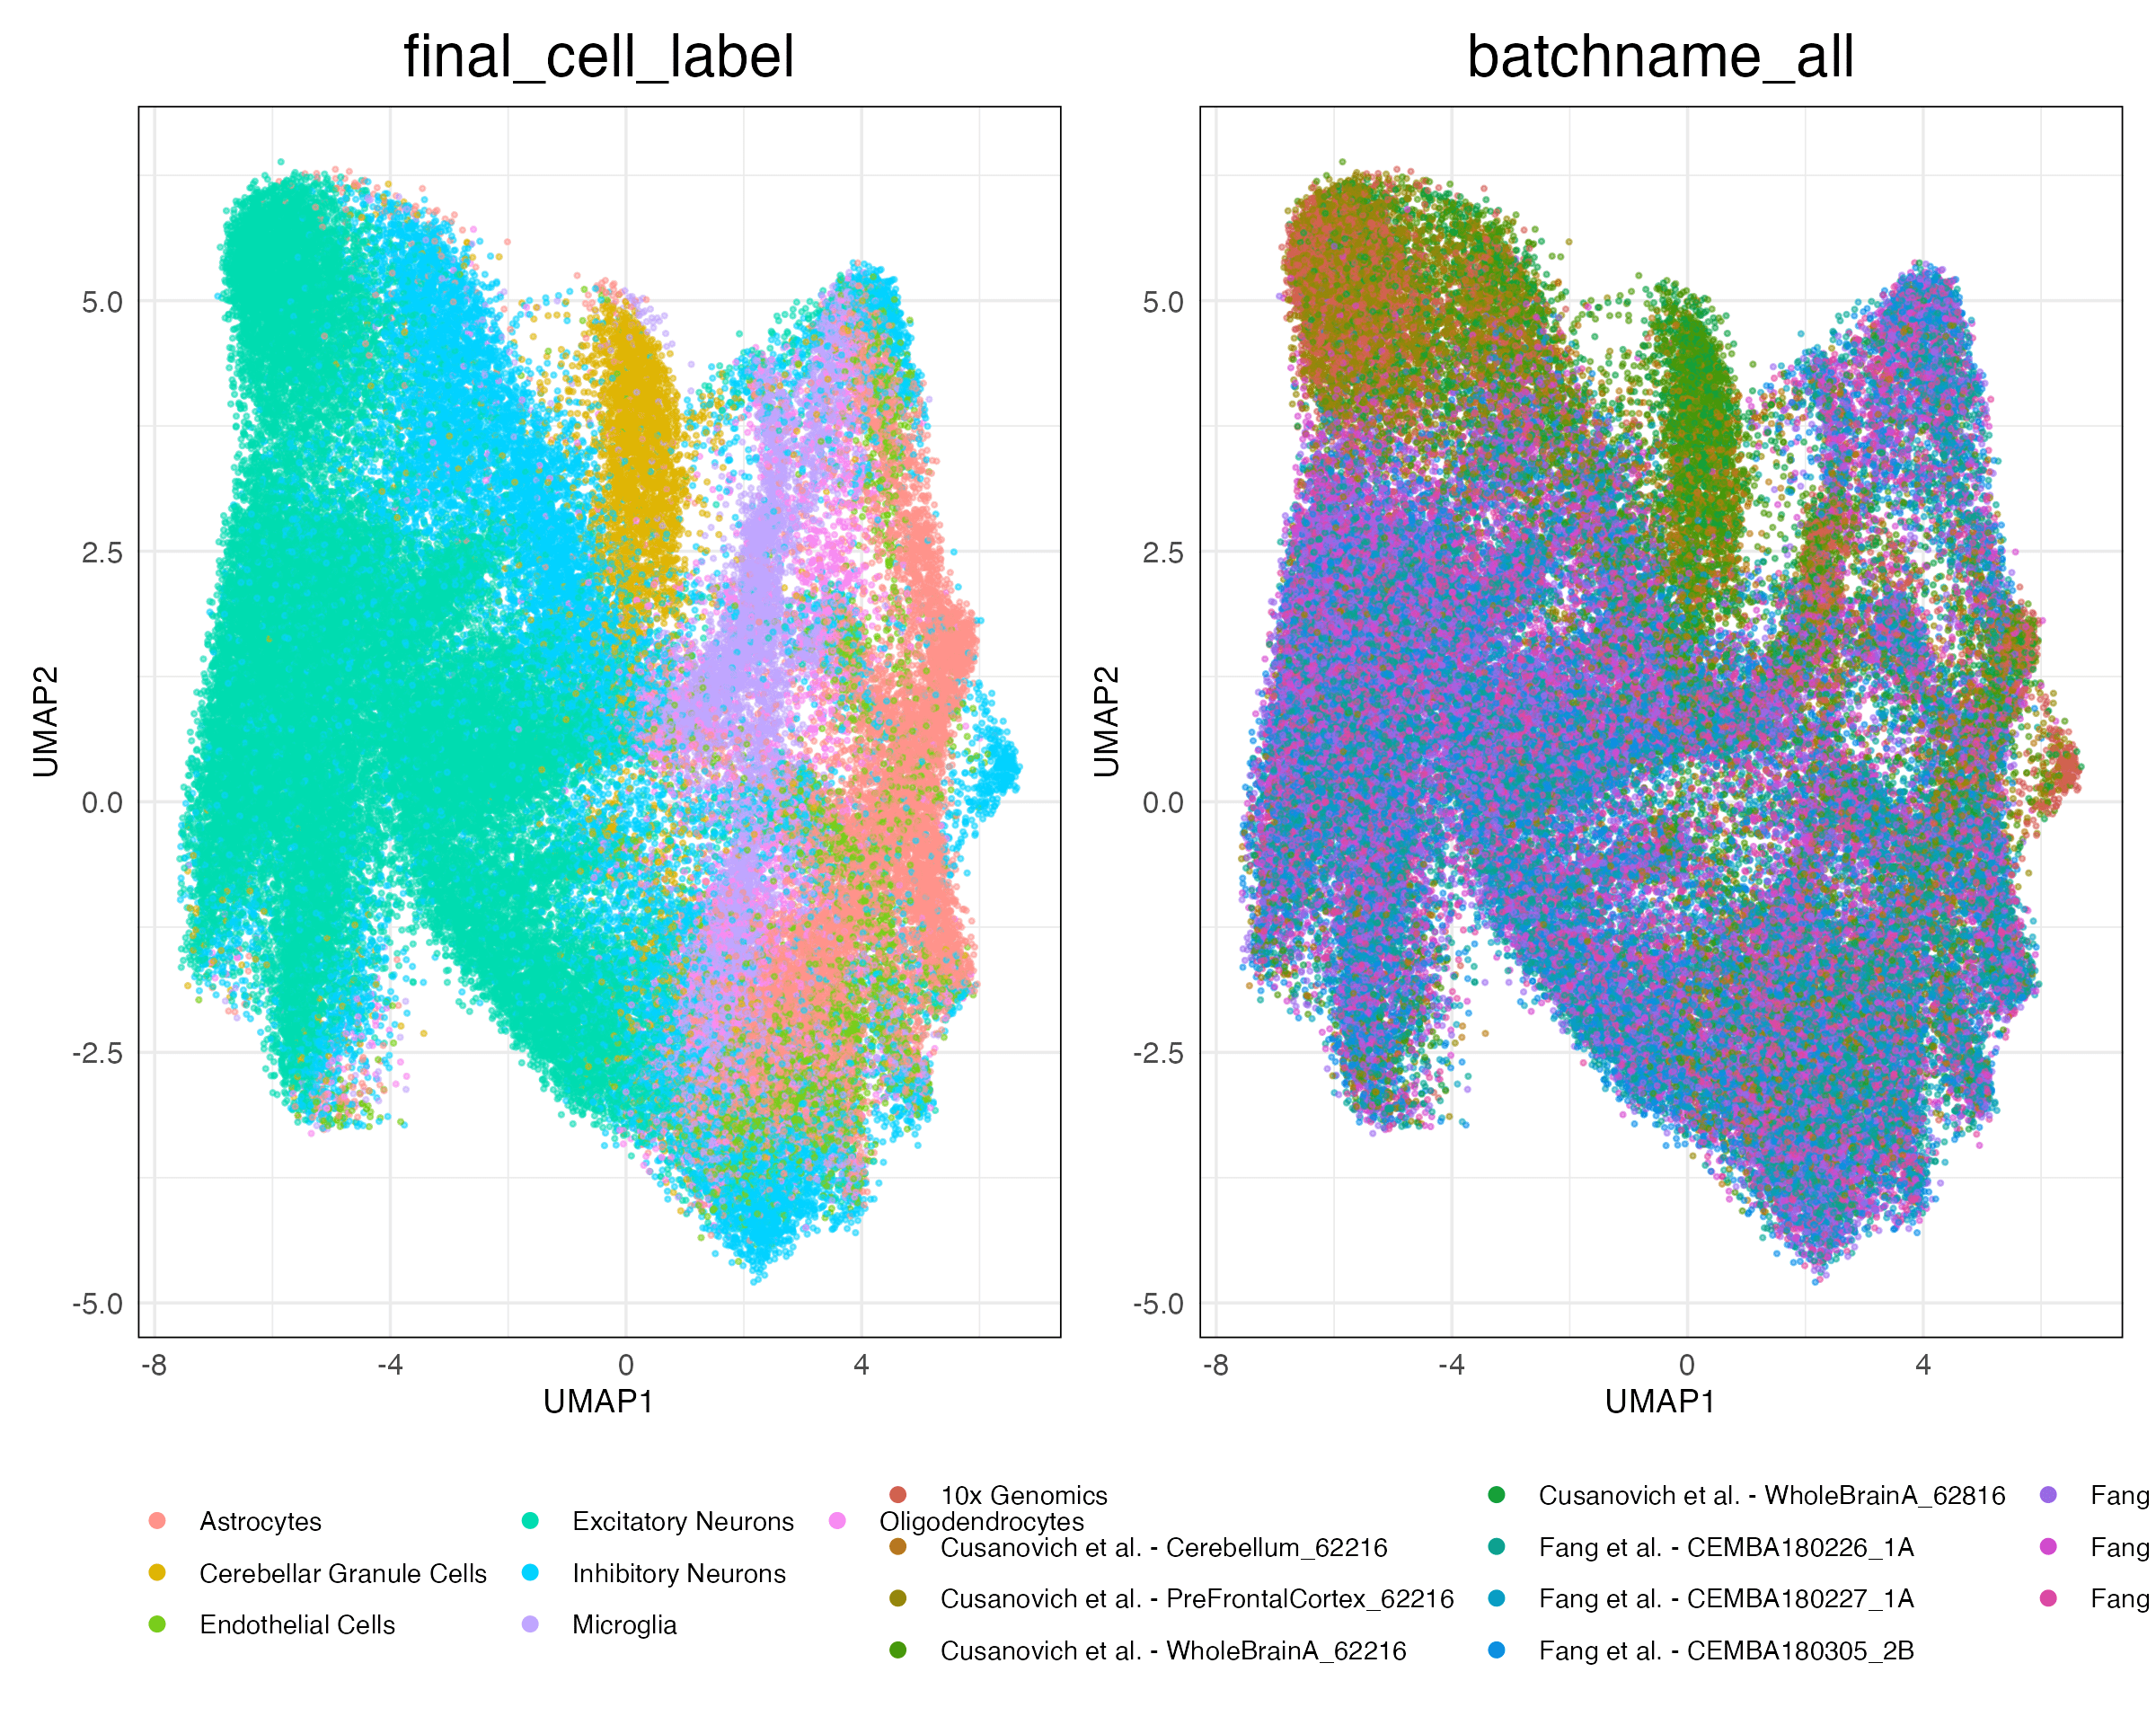 final_cell_label
batchname_all
5.0
2.5
0.0
-2.5
-5.0
UMAP2
-8
-4
0
4
UMAP1
5.0
2.5
0.0
-2.5
-5.0
UMAP2
-8
-4
0
4
UMAP1
Astrocytes
Cerebellar Granule Cells
Endothelial Cells
Excitatory Neurons
Inhibitory Neurons
Microglia
Oligodendrocytes
10x Genomics
Cusanovich et al. - Cerebellum_62216
Cusanovich et al. - PreFrontalCortex_62216
Cusanovich et al. - WholeBrainA_62216
Cusanovich et al. - WholeBrainA_62816
Fang et al. - CEMBA180226_1A
Fang et al. - CEMBA180227_1A
Fang et al. - CEMBA180305_2B
Fang
Fang
Fang